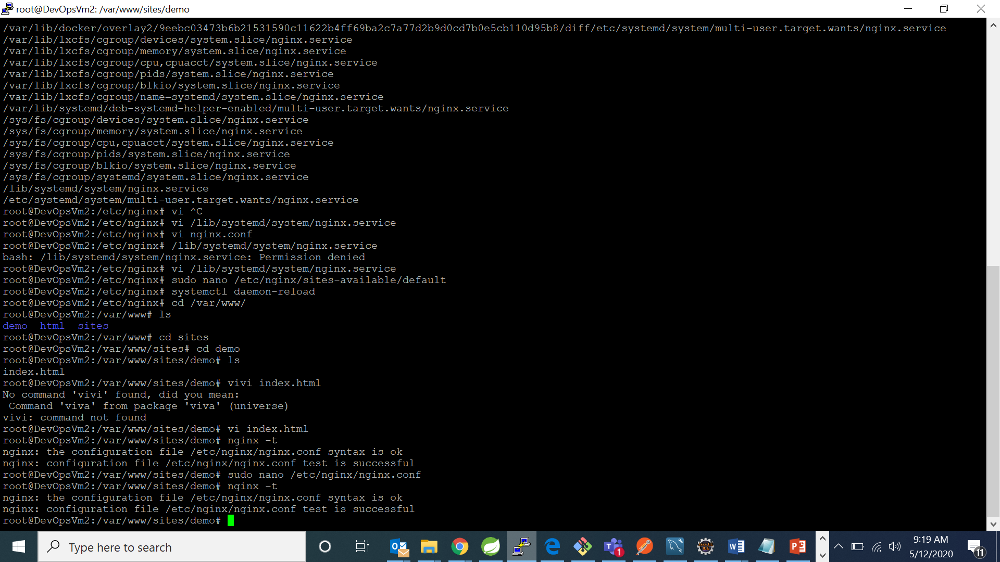 root@DevOpsVm2: /var/www/sites/demo
/var/lib/docker/overlay2/9eebc03473b6b21531590c11622b4ff69ba2c7a77d2b9d0cd7b0e5cb110d95b8/diff/etc/systemd/system/multi-user.target.wants/nginx.service
/var/lib/lxcfs/cgroup/devices/system.slice/nginx.service
/var/lib/lxcfs/cgroup/memory/system.slice/nginx.service
/var/lib/lxcfs/cgroup/cpu,cpuacct/system.slice/nginx.service
/var/lib/lxcfs/cgroup/pids/system.slice/nginx.service
/var/lib/lxcfs/cgroup/blkio/system.slice/nginx.service
/var/lib/lxcfs/cgroup/name=systemd/system.slice/nginx.service
/var/lib/systemd/deb-systemd-helper-enabled/multi-user.target.wants/nginx.service
/sys/fs/cgroup/devices/system.slice/nginx.service
/sys/fs/cgroup/memory/system.slice/nginx.service
/sys/fs/cgroup/cpu,cpuacct/system.slice/nginx.service
/sys/fs/cgroup/pids/system.slice/nginx.service
/sys/fs/cgroup/blkio/system.slice/nginx.service
/sys/fs/cgroup/systemd/system.slice/nginx.service
/lib/systemd/system/nginx.service
/etc/systemd/system/multi-user.target.wants/nginx.service
root@DevOpsVm2:/etc/nginx# vi ^C
root@DevOpsVm2:/etc/nginx# vi /lib/systemd/system/nginx.service
root@DevOpsVm2:/etc/nginx# vi nginx.conf
root@DevOpsVm2:/etc/nginx# /lib/systemd/system/nginx.service
bash: /lib/systemd/system/nginx.service: Permission denied
root@DevOpsVm2:/etc/nginx# vi /lib/systemd/system/nginx.service
root@DevOpsVm2:/etc/nginx# sudo nano /etc/nginx/sites-available/default
root@DevOpsVm2:/etc/nginx# systemctl daemon-reload
root@DevOpsVm2:/etc/nginx# cd /var/www/
root@DevOpsVm2:/var/www# ls
demo  html  sites
root@DevOpsVm2:/var/www# cd sites
root@DevOpsVm2:/var/www/sites# cd demo
root@DevOpsVm2:/var/www/sites/demo# ls
index.html
root@DevOpsVm2:/var/www/sites/demo# vivi index.html
No command 'vivi' found, did you mean:
 Command 'viva' from package 'viva' (universe)
vivi: command not found
root@DevOpsVm2:/var/www/sites/demo# vi index.html
root@DevOpsVm2:/var/www/sites/demo# nginx -t
nginx: the configuration file /etc/nginx/nginx.conf syntax is ok
nginx: configuration file /etc/nginx/nginx.conf test is successful
root@DevOpsVm2:/var/www/sites/demo# sudo nano /etc/nginx/nginx.conf
root@DevOpsVm2:/var/www/sites/demo# nginx -t
nginx: the configuration file /etc/nginx/nginx.conf syntax is ok
nginx: configuration file /etc/nginx/nginx.conf test is successful
root@DevOpsVm2:/var/www/sites/demo#
Type here to search
9:19 AM
5/12/2020
11
1